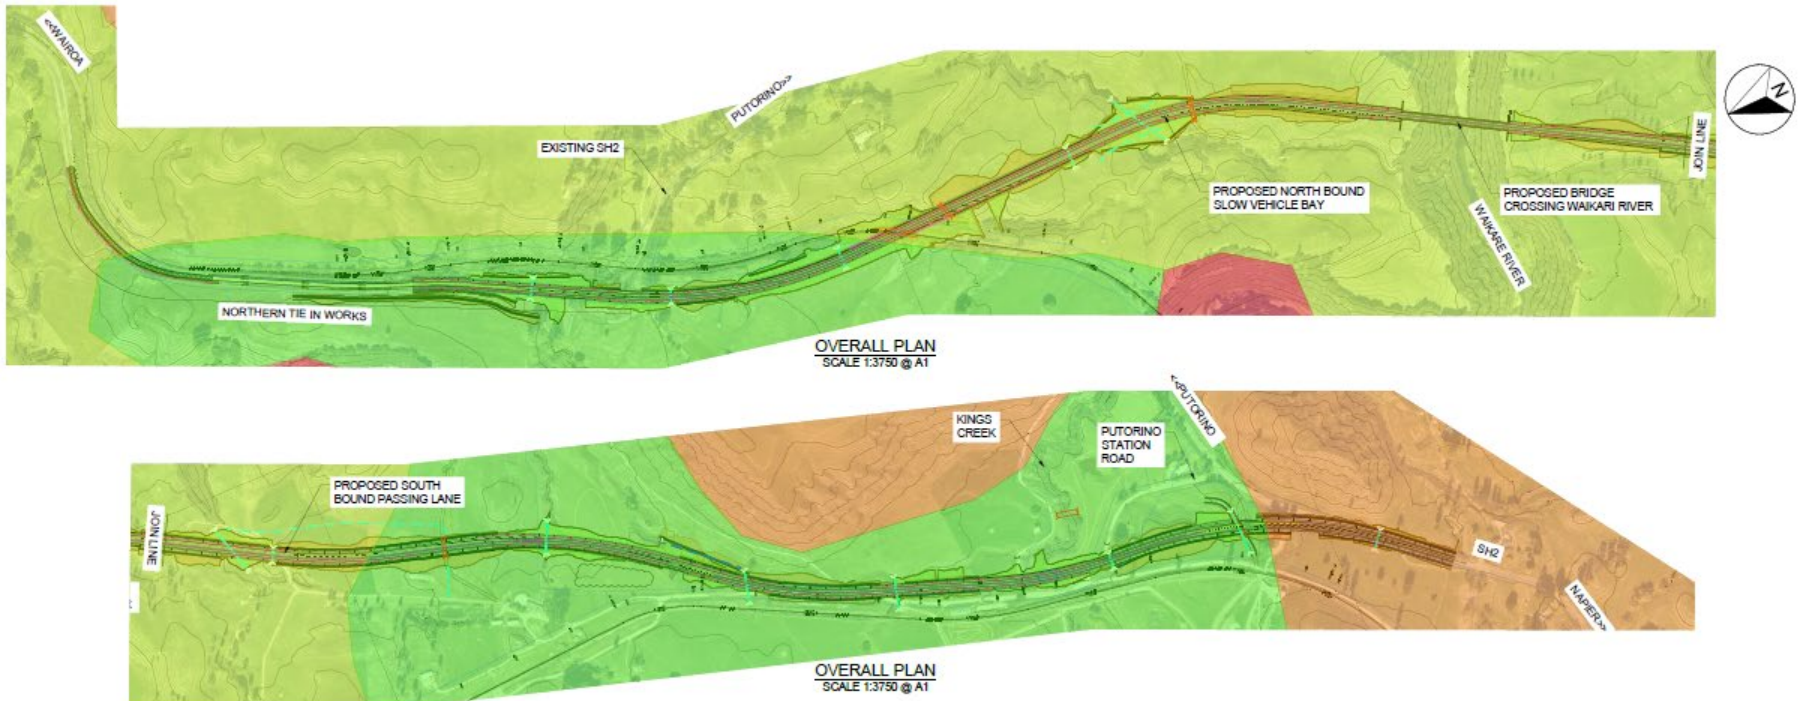 <<WAIROA
PUTORINO>>
EXISTING SH2
N
JOIN LINE
PROPOSED NORTH BOUND
SLOW VEHICLE BAY
PROPOSED BRIDGE
CROSSING WAIKARI RIVER
WAIKARE RIVER
NORTHERN TIE IN WORKS
OVERALL PLAN
SCALE 1:3750 @ A1
<<PUTORINO
KINGS
CREEK
PUTORINO
STATION
ROAD
PROPOSED SOUTH
BOUND PASSING LANE
JOIN LINE
SH2
NAPIER>>
OVERALL PLAN
SCALE 1:3750 @ A1